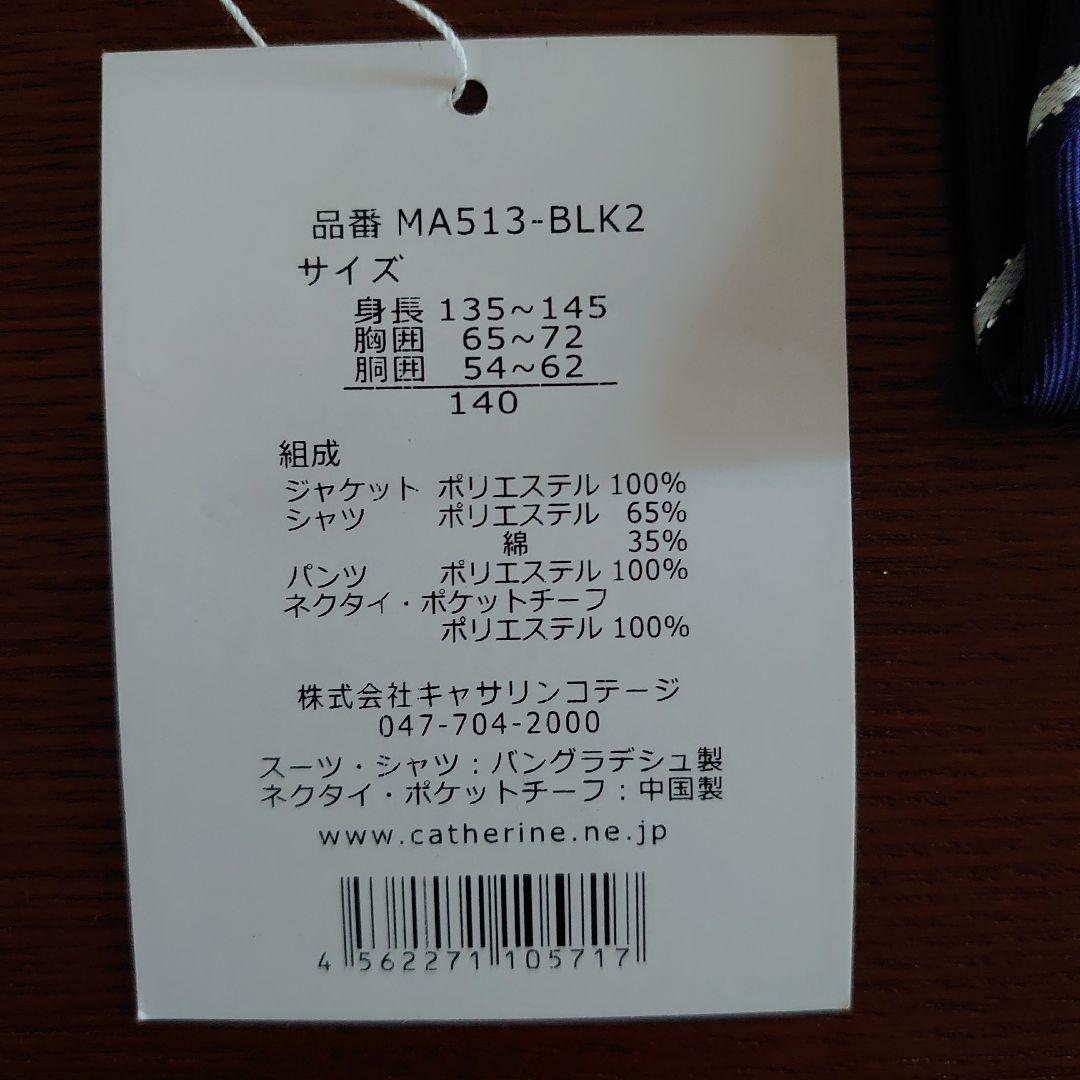 品番 MA513-BLK2
サイズ
身長 135～145
胸囲 65～72
胴囲 54～62
140
組成
ジャケット ポリエステル 100%
シャツ ポリエステル 65%
綿 35%
パンツ ポリエステル 100%
ネクタイ・ポケットチーフ
ポリエステル 100%
株式会社キャサリンコテージ
047-704-2000
スーツ・シャツ：バングラデシュ製
ネクタイ・ポケットチーフ：中国製
www.catherine.ne.jp
4 562271 105717